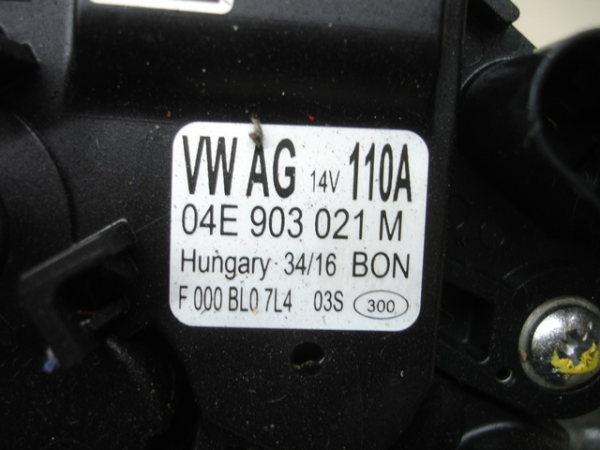 VW AG 14V 110A
04E 903 021 M
Hungary 34/16 BON
F 000 BL0 7L4 03S 300